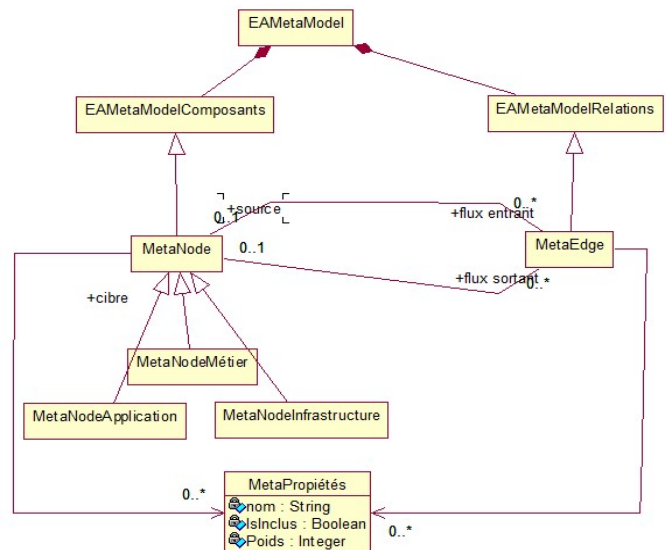 EAMetaModel
EAMetaModelComposants
EAMetaModelRelations
+source
0..1
0..*
+flux entrant
MetaNode
0..1
MetaEdge
+flux sortant
0..*
+cibre
MetaNodeMétier
MetaNodeApplication
MetaNodeInfrastructure
0..*
MetaPropiétés
nom : String
IsInclus : Boolean
Poids : Integer
0..*